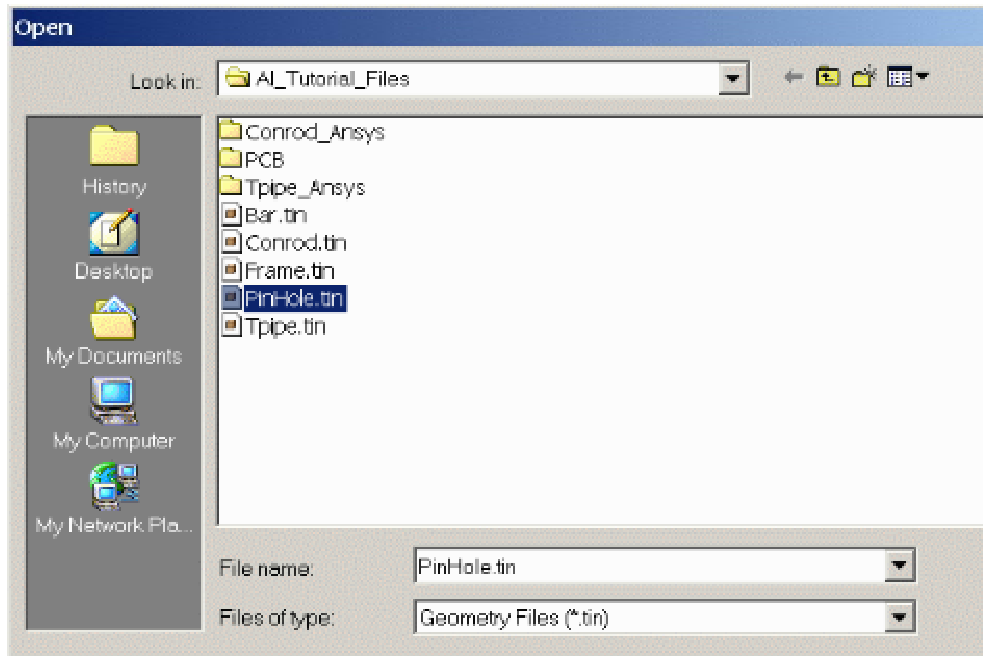 Open
Look in: AI_Tutorial_Files
History
Desktop
My Documents
My Computer
My Network Pla...
Conrod_Ansys
PCB
Tpipe_Ansys
Bar.tin
Conrod.tin
Frame.tin
PinHole.tin
Tpipe.tin
File name: PinHole.tin
Files of type: Geometry Files (*.tin)